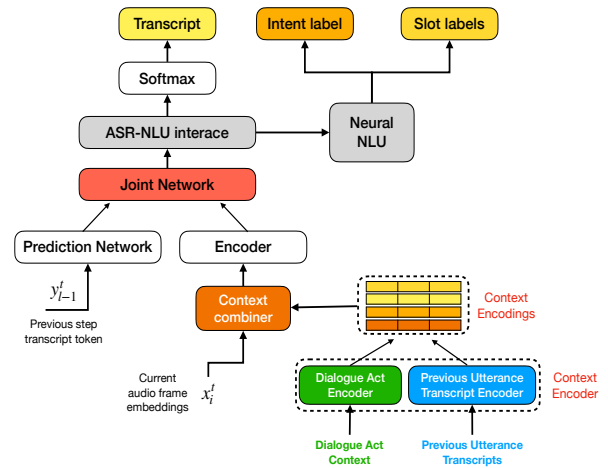 Transcript
Intent label
Slot labels
Softmax
ASR-NLU interace
Neural
NLU
Joint Network
Prediction Network
Encoder
y^t_{l-1}
Previous step
transcript token
Context
combiner
Context
Encodings
Current
audio frame
embeddings
x^t_i
Dialogue Act
Encoder
Previous Utterance
Transcript Encoder
Context
Encoder
Dialogue Act
Context
Previous Utterance
Transcripts